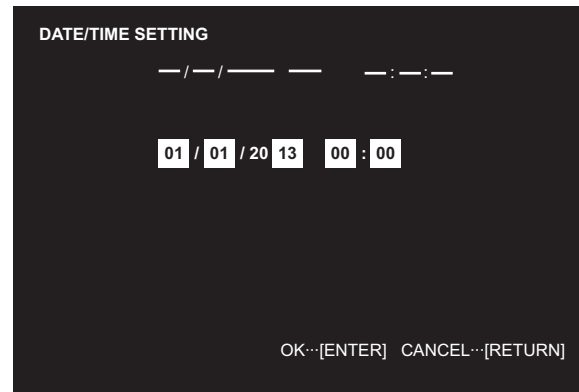 DATE/TIME SETTING
—/—/—— —  —:—:—
01 / 01 / 20 13  00 : 00
OK···[ENTER]  CANCEL···[RETURN]